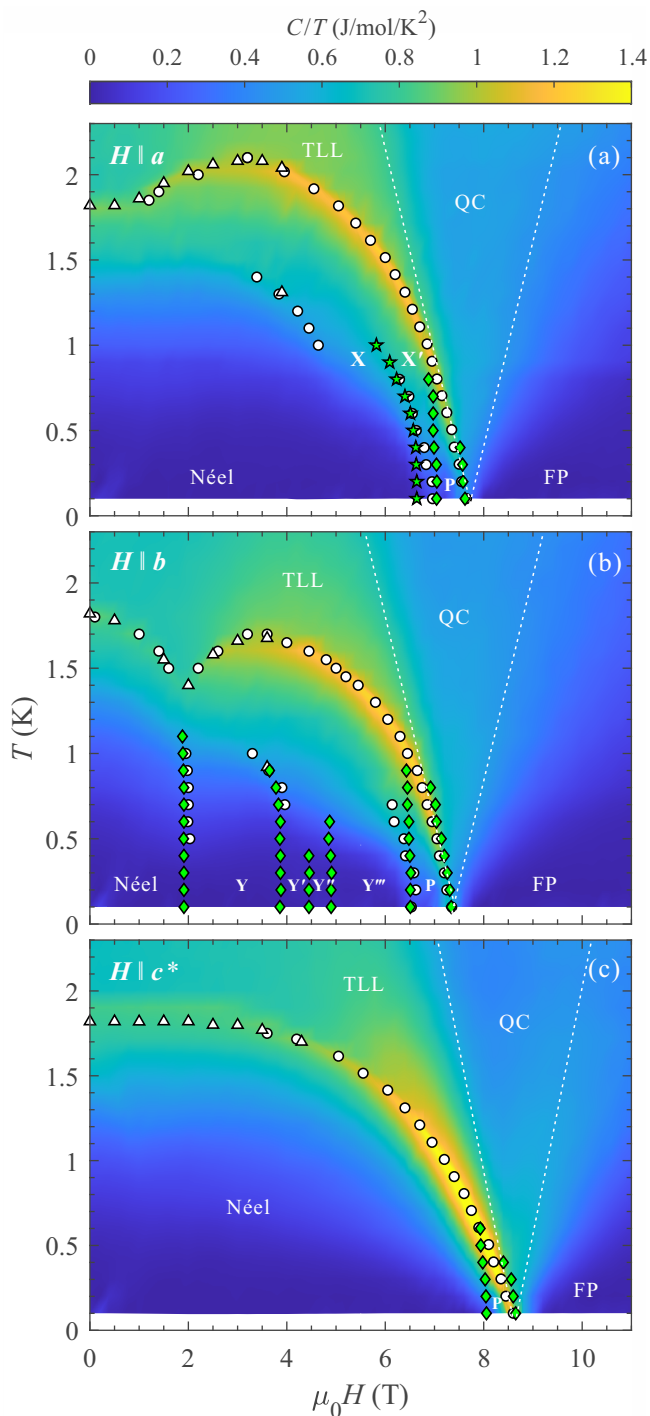 C/T (J/mol/K²)
0 0.2 0.4 0.6 0.8 1 1.2 1.4
H ∥ a TLL (a)
QC
X X′
Néel P FP
2
1.5
1
0.5
0
H ∥ b TLL (b)
QC
Néel Y Y′ Y″ Y‴ P FP
2
1.5
1
0.5
0
T (K)
H ∥ c* TLL (c)
QC
Néel
P FP
2
1.5
1
0.5
0
0 2 4 6 8 10
μ₀H (T)